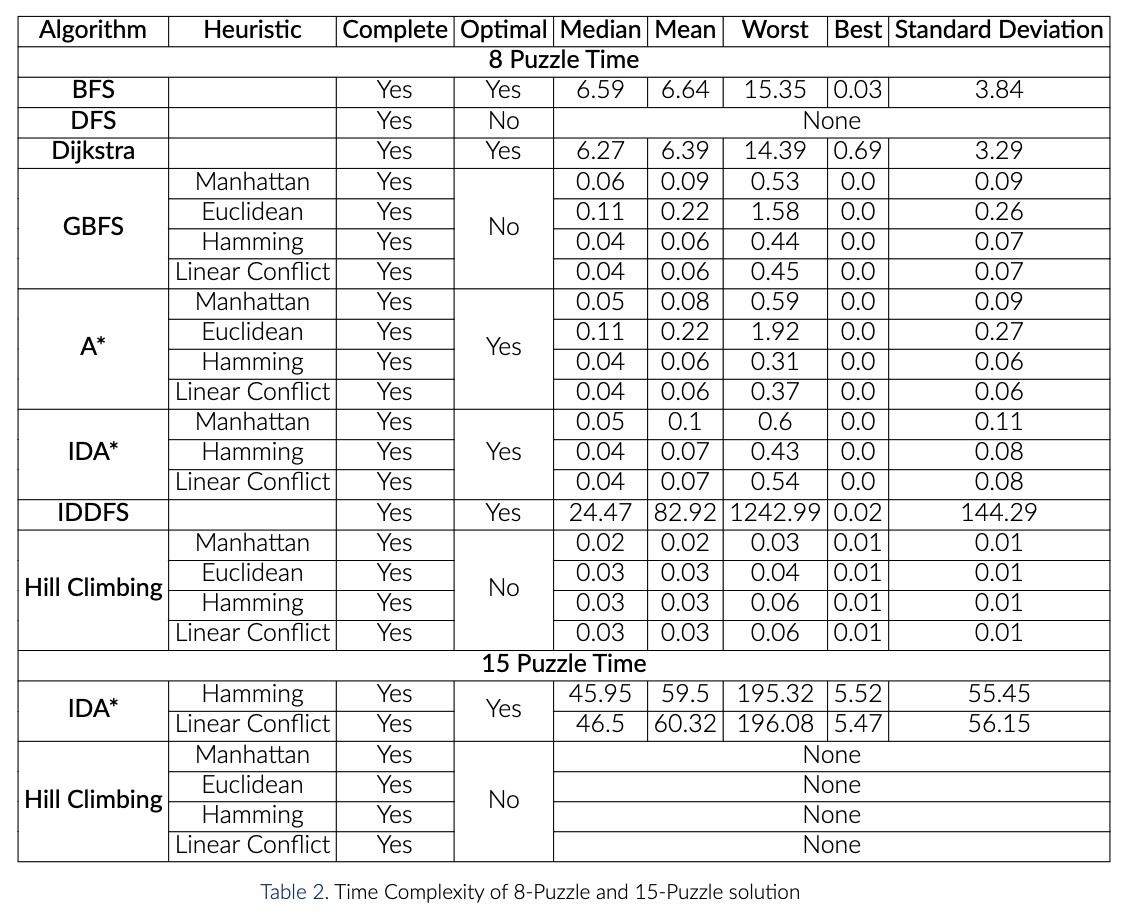 Algorithm Heuristic Complete Optimal Median Mean Worst Best Standard Deviation
8 Puzzle Time
BFS Yes Yes 6.59 6.64 15.35 0.03 3.84
DFS Yes No None
Dijkstra Yes Yes 6.27 6.39 14.39 0.69 3.29
GBFS Manhattan Yes No 0.06 0.09 0.53 0.0 0.09
Euclidean Yes 0.11 0.22 1.58 0.0 0.26
Hamming Yes 0.04 0.06 0.44 0.0 0.07
Linear Conflict Yes 0.04 0.06 0.45 0.0 0.07
A* Manhattan Yes Yes 0.05 0.08 0.59 0.0 0.09
Euclidean Yes 0.11 0.22 1.92 0.0 0.27
Hamming Yes 0.04 0.06 0.31 0.0 0.06
Linear Conflict Yes 0.04 0.06 0.37 0.0 0.06
IDA* Manhattan Yes Yes 0.05 0.1 0.6 0.0 0.11
Hamming Yes 0.04 0.07 0.43 0.0 0.08
Linear Conflict Yes 0.04 0.07 0.54 0.0 0.08
IDDFS Yes Yes 24.47 82.92 1242.99 0.02 144.29
Hill Climbing Manhattan Yes No 0.02 0.02 0.03 0.01 0.01
Euclidean Yes 0.03 0.03 0.04 0.01 0.01
Hamming Yes 0.03 0.03 0.06 0.01 0.01
Linear Conflict Yes 0.03 0.03 0.06 0.01 0.01
15 Puzzle Time
IDA* Hamming Yes Yes 45.95 59.5 195.32 5.52 55.45
Linear Conflict Yes 46.5 60.32 196.08 5.47 56.15
Hill Climbing Manhattan Yes No None
Euclidean Yes None
Hamming Yes None
Linear Conflict Yes None
Table 2. Time Complexity of 8-Puzzle and 15-Puzzle solution